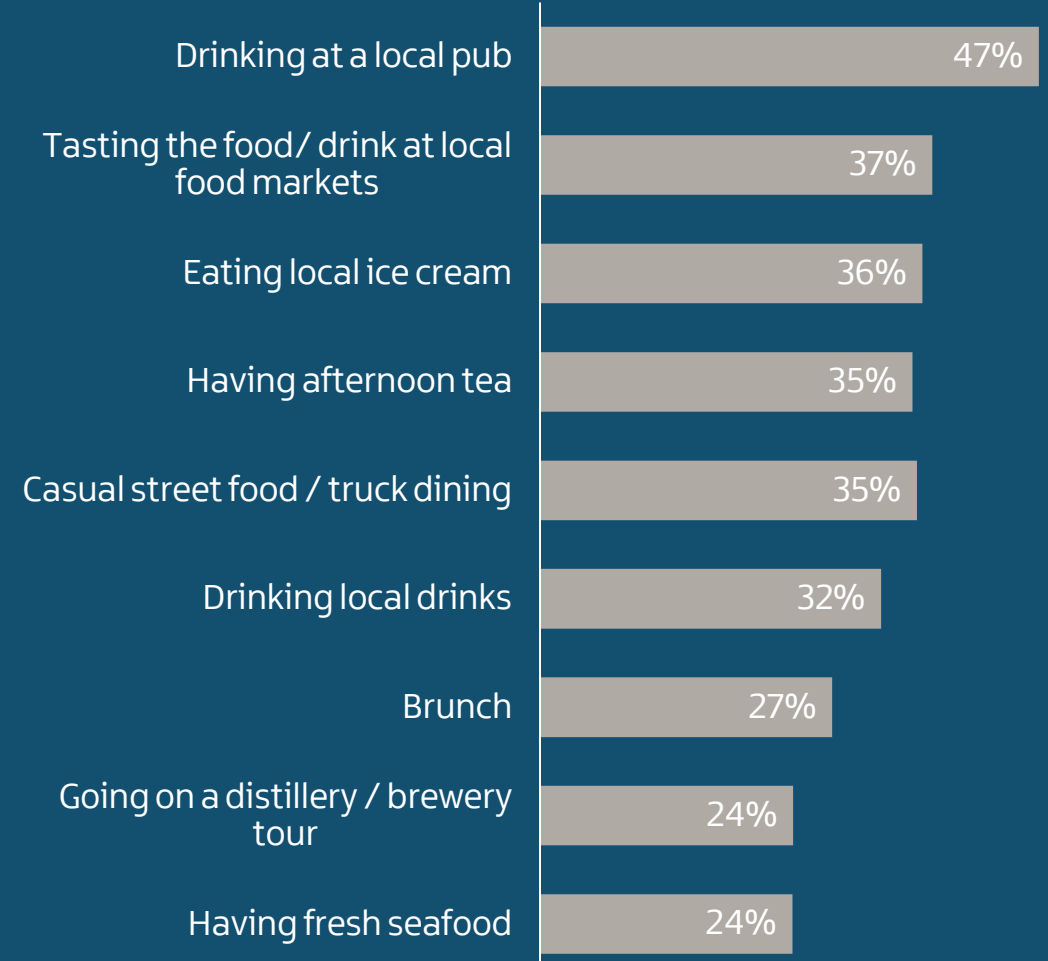 Drinking at a local pub
47%
Tasting the food/ drink at local
food markets
37%
Eating local ice cream
36%
Having afternoon tea
35%
Casual street food / truck dining
35%
Drinking local drinks
32%
Brunch
27%
Going on a distillery / brewery
tour
24%
Having fresh seafood
24%